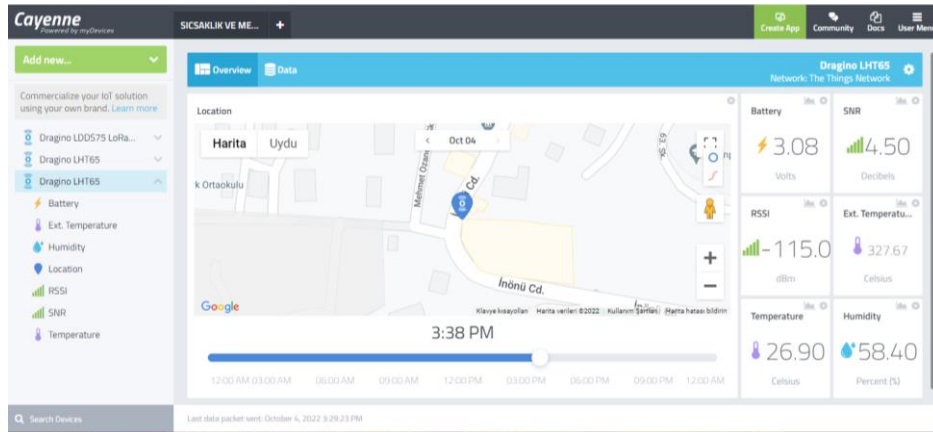 Cayenne
Powered by myDevices
SICSAKLIK VE ME...
+
Create App
Community
Docs
User Men
Add new...
Commercialize your IoT solution
using your own brand. Learn more
Dragino LDDS75 LoRa...
Dragino LHT65
Dragino LHT65
Battery
Ext. Temperature
Humidity
Location
RSSI
SNR
Temperature
Search Devices
Overview
Data
Dragino LHT65
Network: The Things Network
Location
Harita
Uydu
Oct 04
k Ortaokulu
Mehmet Ozan
Cd.
63. Sk.
İnönü Cd.
Google
Klavye kısayolları
Harita verileri ©2022
Kullanım Şartları
Harita hatası bildirin
3:38 PM
12:00 AM 03:00 AM 06:00 AM 09:00 AM 12:00 PM 03:00 PM 06:00 PM 09:00 PM 12:00 AM
Battery
3.08
Volts
SNR
4.50
Decibels
RSSI
-115.0
dBm
Ext. Temperatu...
327.67
Celsius
Temperature
26.90
Celsius
Humidity
58.40
Percent (%)
Last data packet sent: October 4, 2022 3:29:23 PM